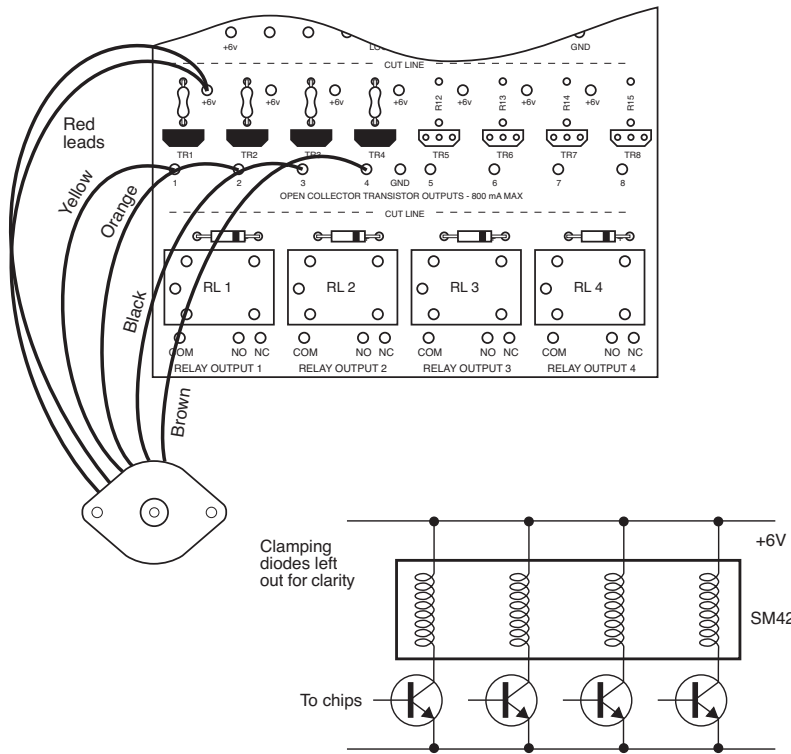 +6v GND
CUT LINE
+6v +6v +6v +6v R12 +6v R13 +6v R14 +6v R15
TR1 TR2 TR3 TR4 TR5 TR6 TR7 TR8
1 2 3 4 GND 5 6 7 8
OPEN COLLECTOR TRANSISTOR OUTPUTS - 800 mA MAX
CUT LINE
RL 1 RL 2 RL 3 RL 4
COM NO NC COM NO NC COM NO NC COM NO NC
RELAY OUTPUT 1 RELAY OUTPUT 2 RELAY OUTPUT 3 RELAY OUTPUT 4
Red
leads
Yellow
Orange
Black
Brown
Clamping
diodes left
out for clarity
+6V
SM42
To chips